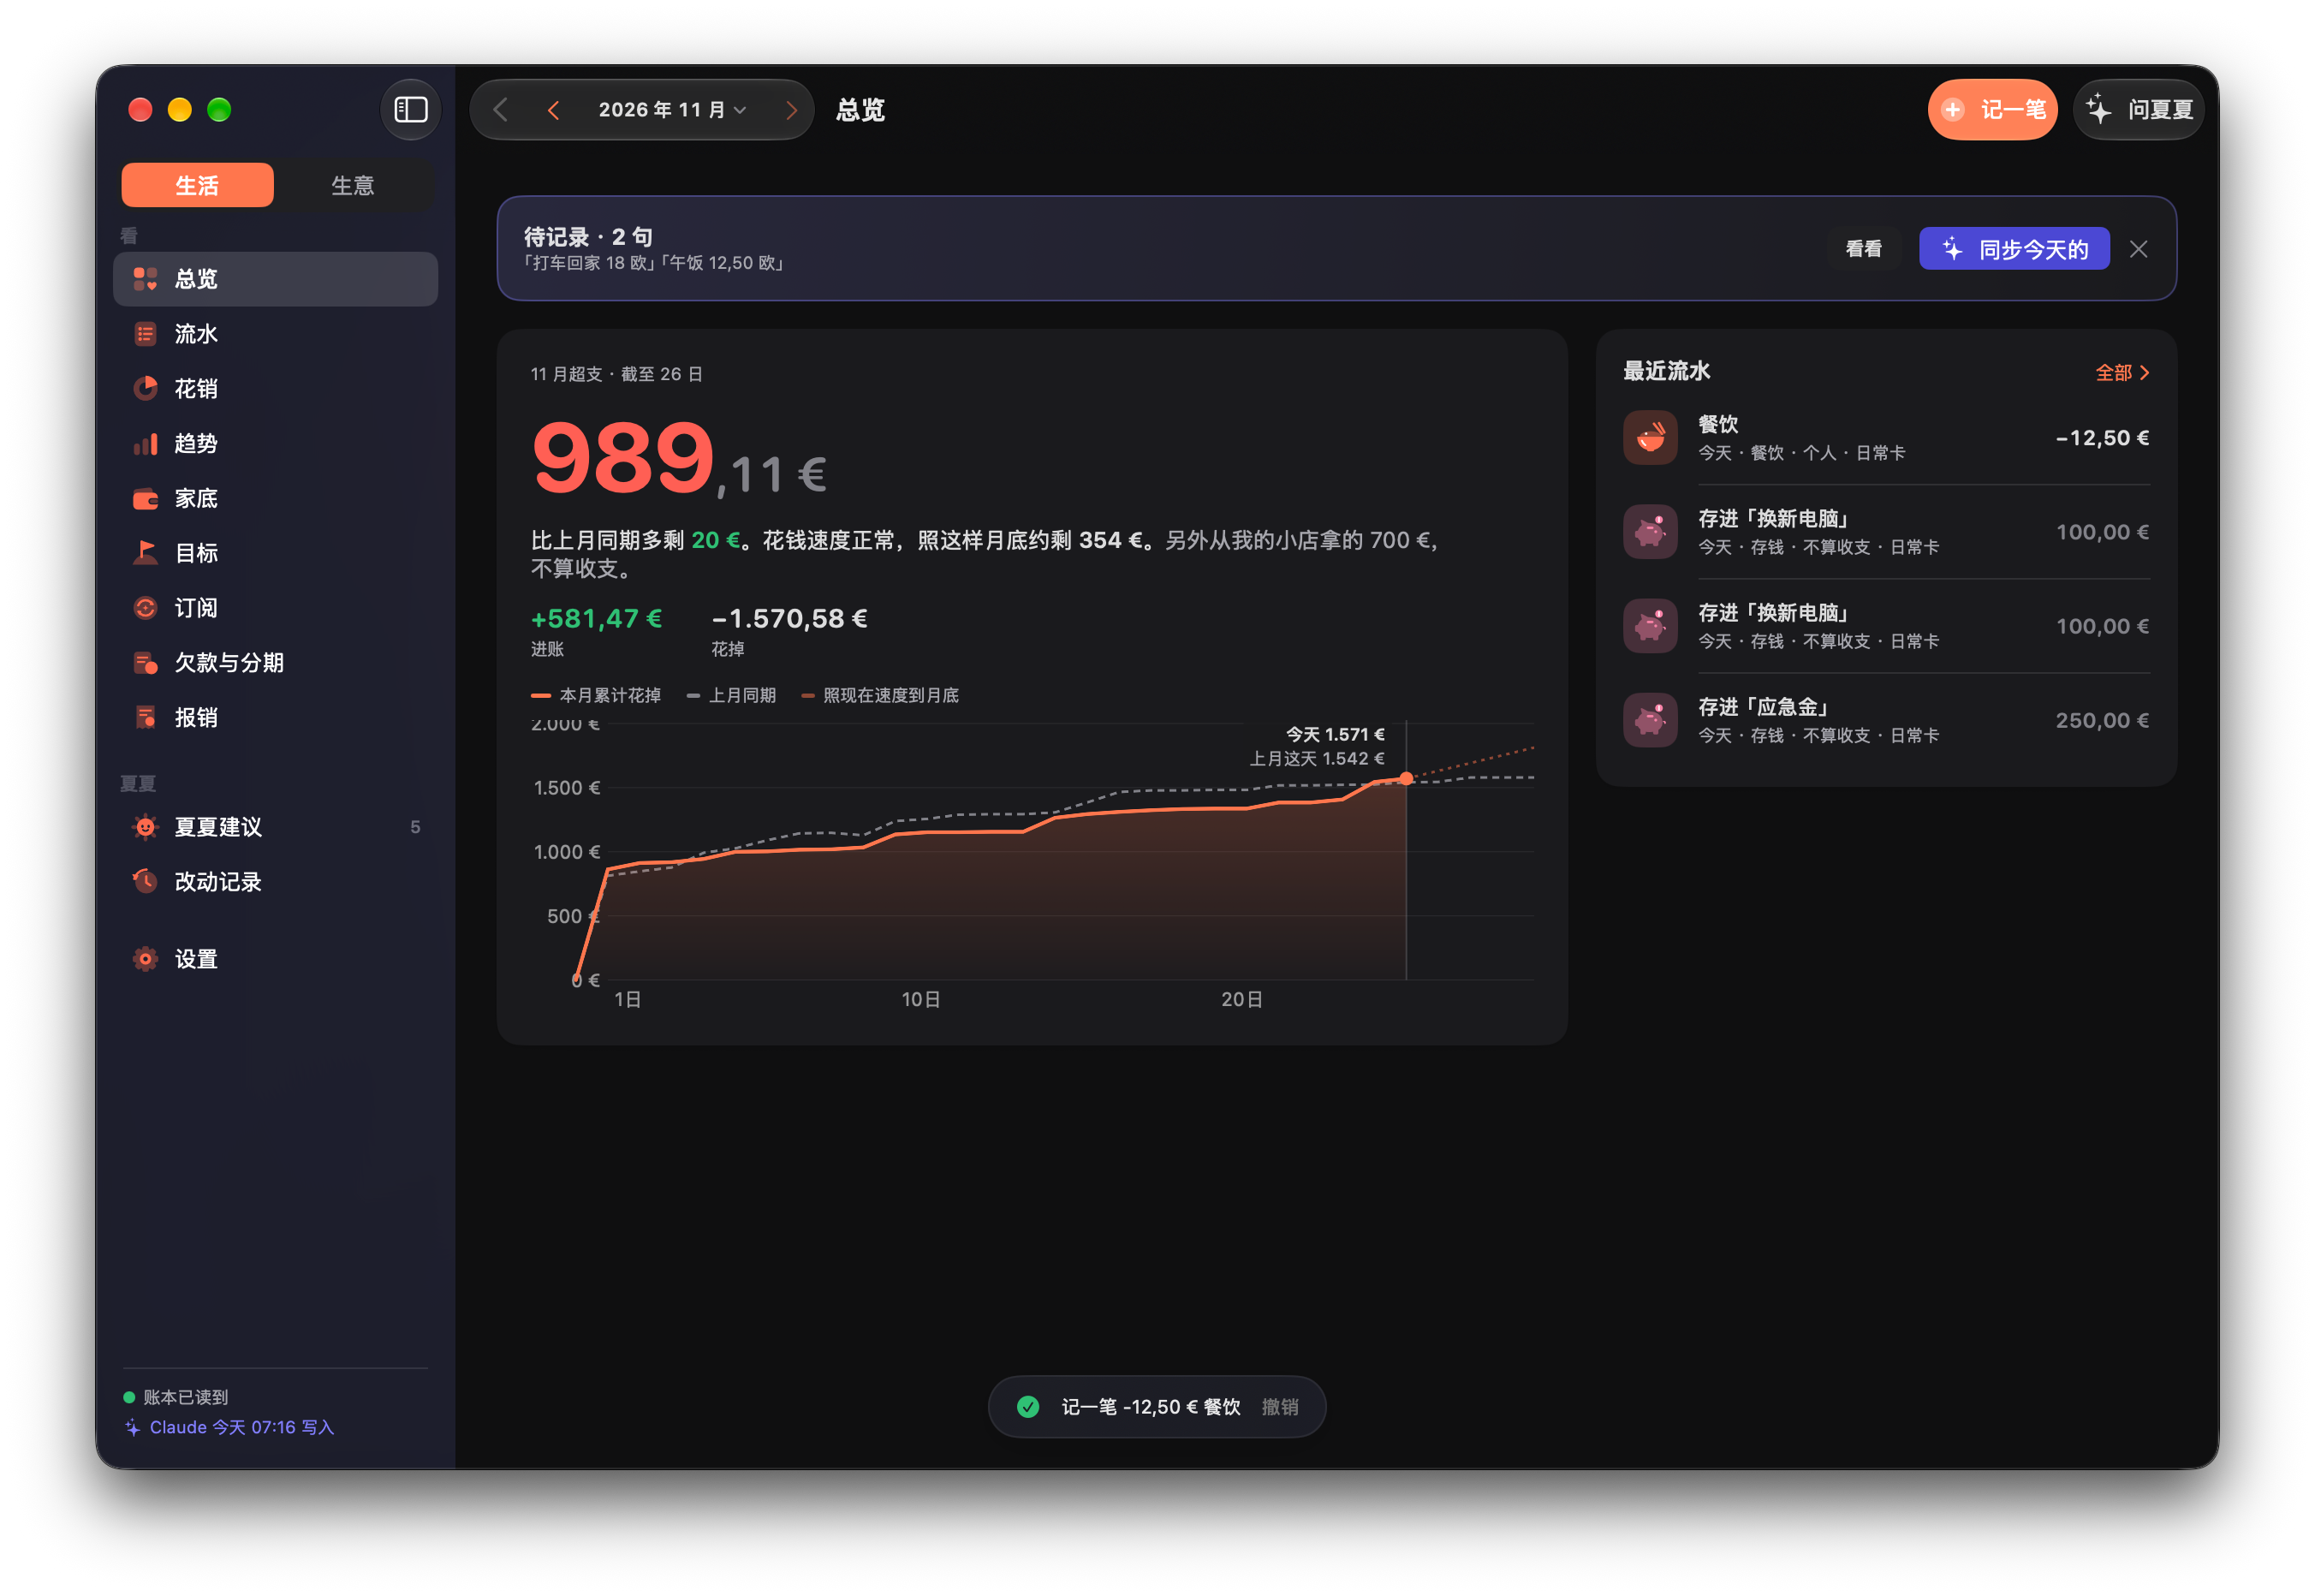 2026 年 11 月
总览
记一笔
问夏夏
生活
生意
看
总览
流水
花销
趋势
家底
目标
订阅
欠款与分期
报销
夏夏
夏夏建议 5
改动记录
设置
账本已读到
Claude 今天 07:16 写入
待记录 · 2 句
「打车回家 18 欧」「午饭 12,50 欧」
看看
同步今天的
11 月超支 · 截至 26 日
989,11 €
比上月同期多剩 20 €。花钱速度正常，照这样月底约剩 354 €。另外从我的小店拿的 700 €，
不算收支。
+581,47 €
进账
−1.570,58 €
花掉
本月累计花掉
上月同期
照现在速度到月底
2.000 €
今天 1.571 €
上月这天 1.542 €
1.500 €
1.000 €
500 €
0 €
1日
10日
20日
最近流水
全部
餐饮
今天 · 餐饮 · 个人 · 日常卡
−12,50 €
存进「换新电脑」
今天 · 存钱 · 不算收支 · 日常卡
100,00 €
存进「换新电脑」
今天 · 存钱 · 不算收支 · 日常卡
100,00 €
存进「应急金」
今天 · 存钱 · 不算收支 · 日常卡
250,00 €
记一笔 -12,50 € 餐饮 撤销